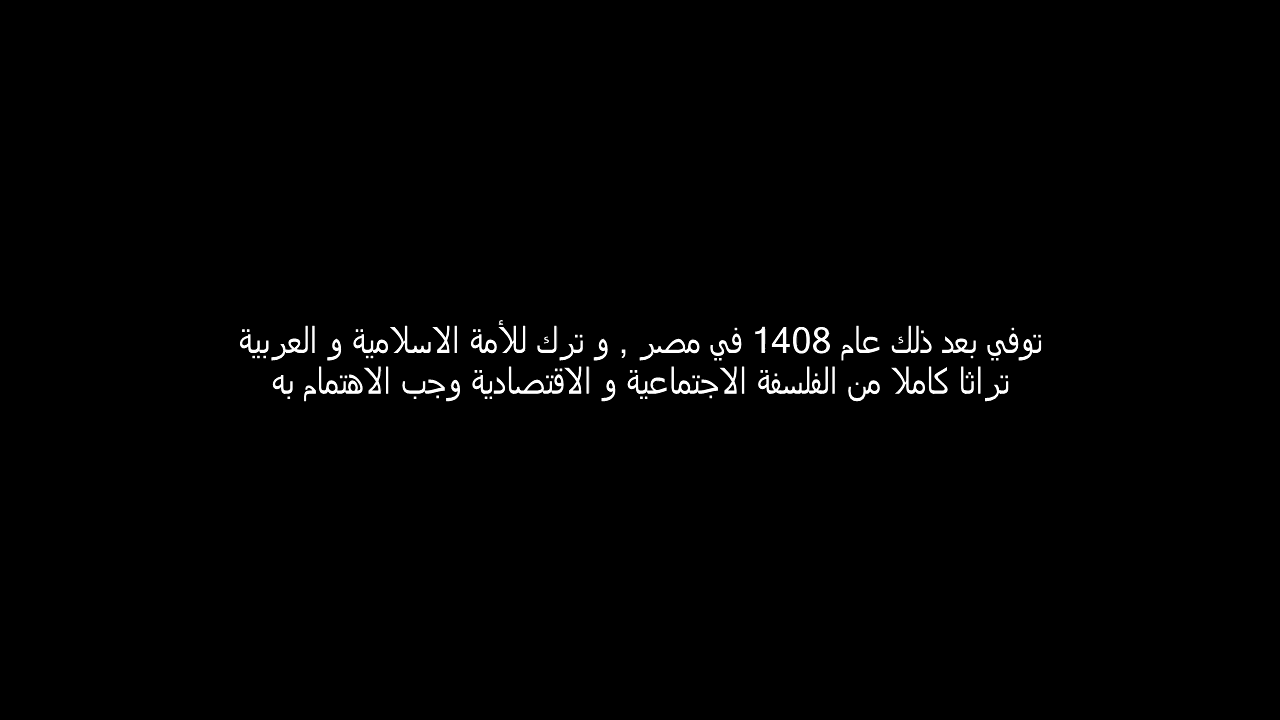 توفي بعد ذلك عام 1408 في مصر , و ترك للأمة الاسلامية و العربية
تراثا كاملا من الفلسفة الاجتماعية و الاقتصادية وجب الاهتمام به